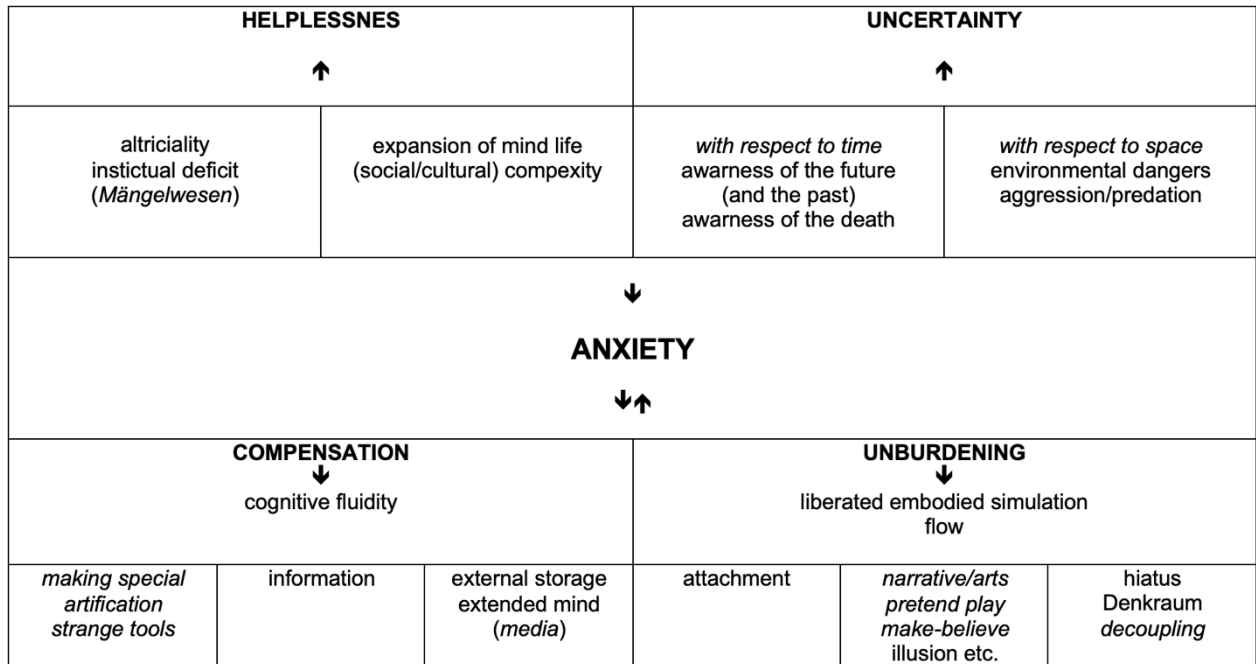 HELPLESSNES
UNCERTAINTY
altriciality
instictual deficit
(Mängelwesen)
expansion of mind life
(social/cultural) compexity
with respect to time
awarness of the future
(and the past)
awarness of the death
with respect to space
environmental dangers
aggression/predation
ANXIETY
COMPENSATION
cognitive fluidity
UNBURDENING
liberated embodied simulation
flow
making special
artification
strange tools
information
external storage
extended mind
(media)
attachment
narrative/arts
pretend play
make-believe
illusion etc.
hiatus
Denkraum
decoupling